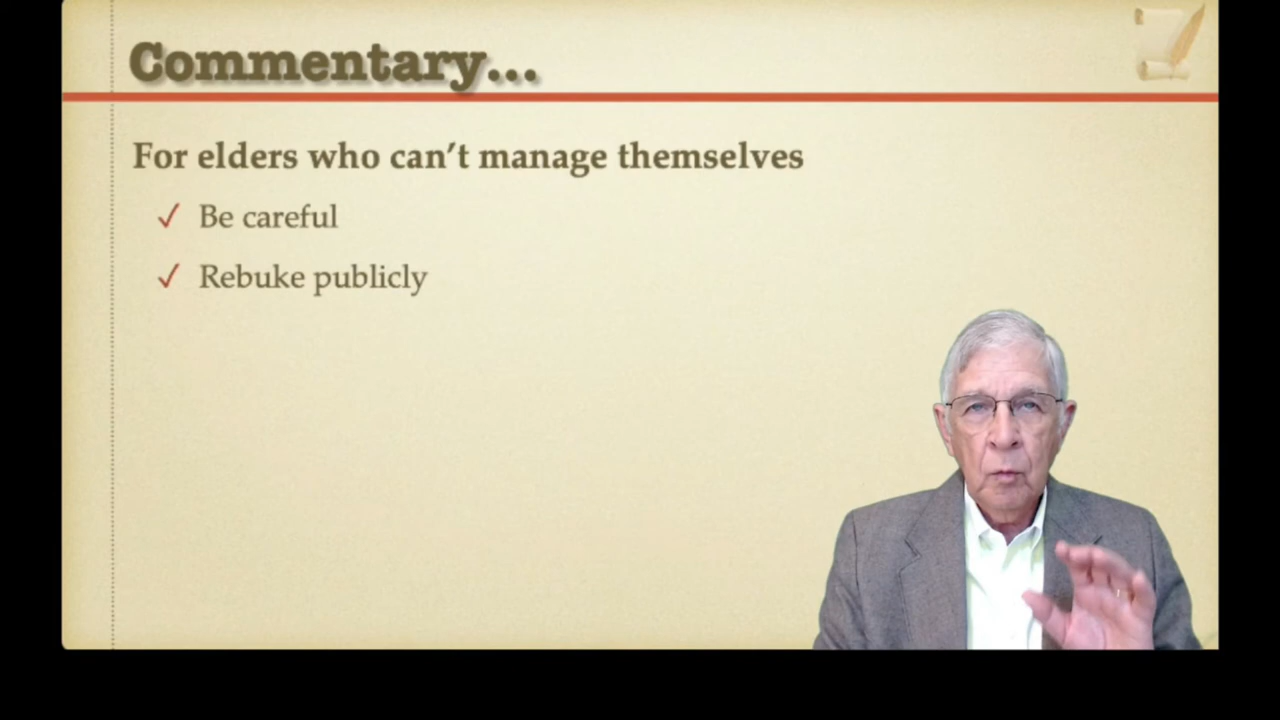 Commentary...
For elders who can't manage themselves
✓ Be careful
✓ Rebuke publicly